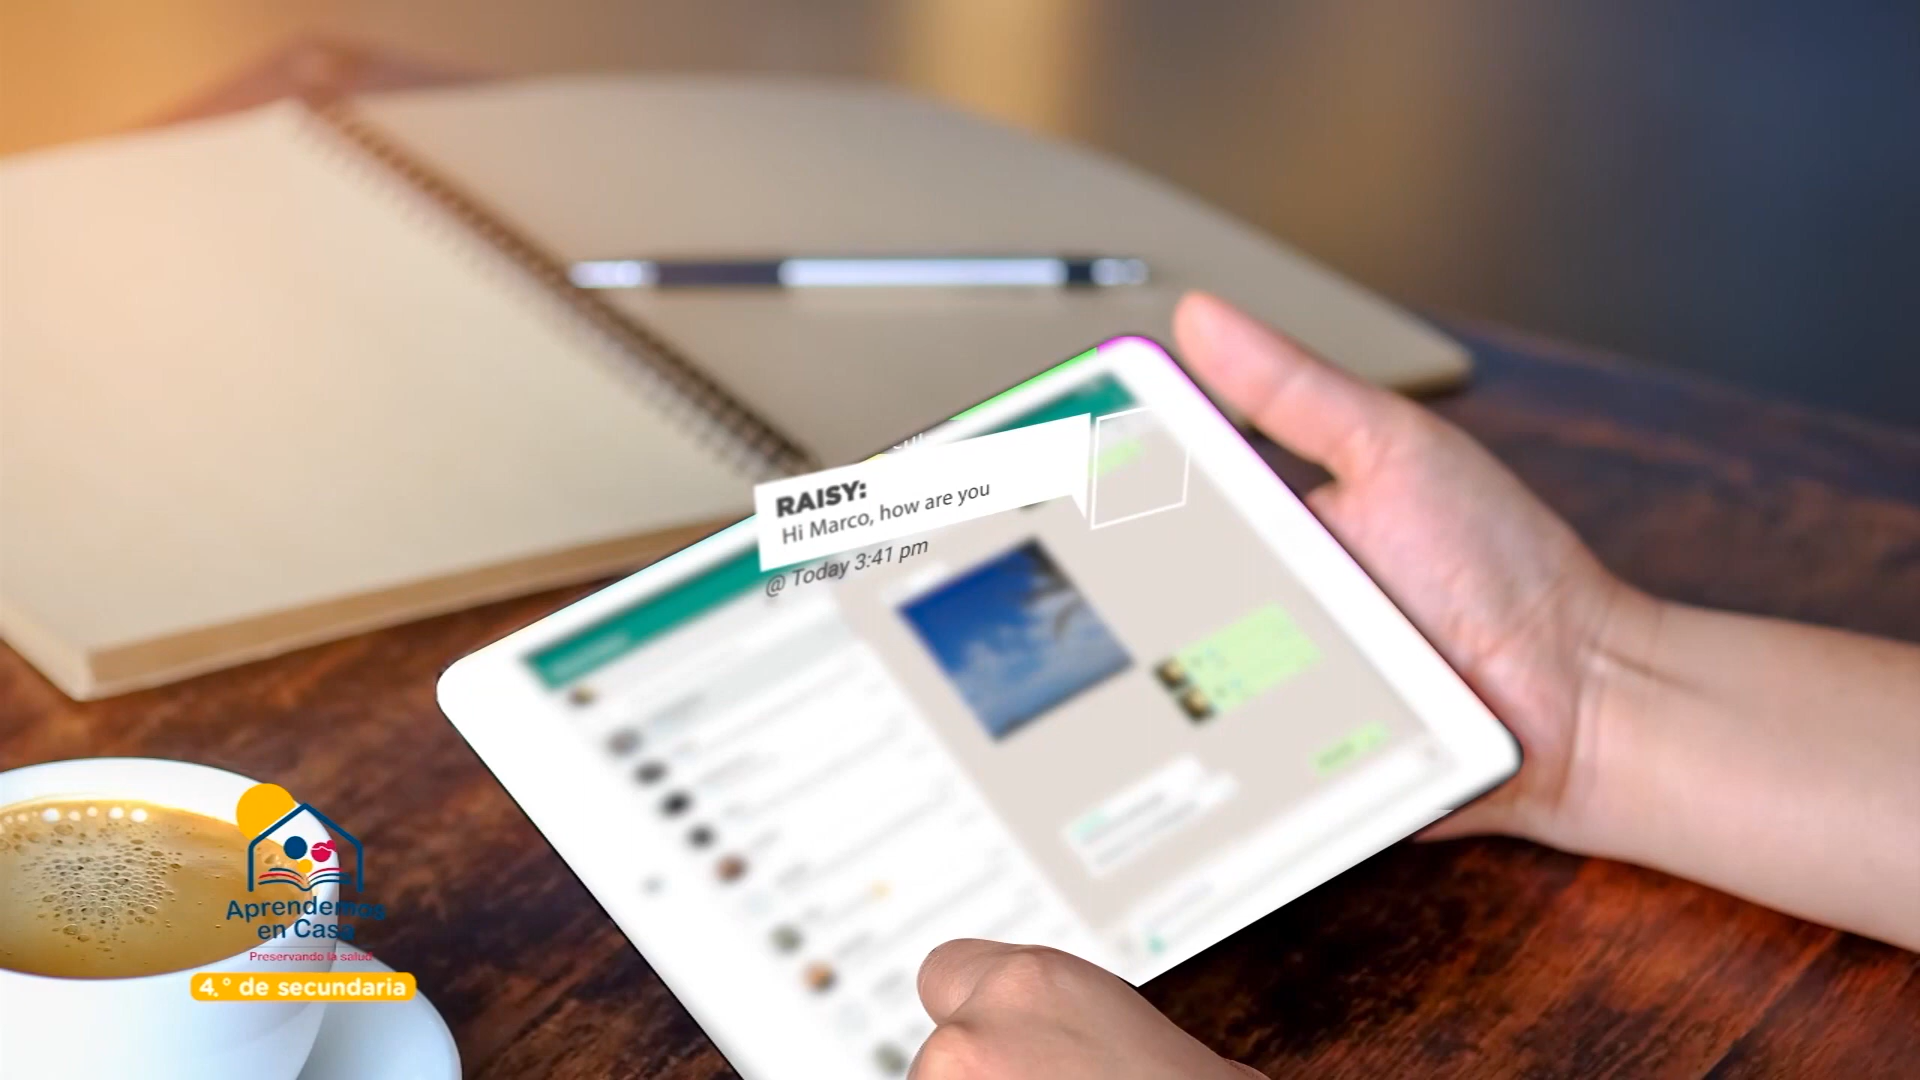 RAISY:
Hi Marco, how are you
@ Today 3:41 pm
Aprendemos
en Casa
Preservando la salud
4.° de secundaria